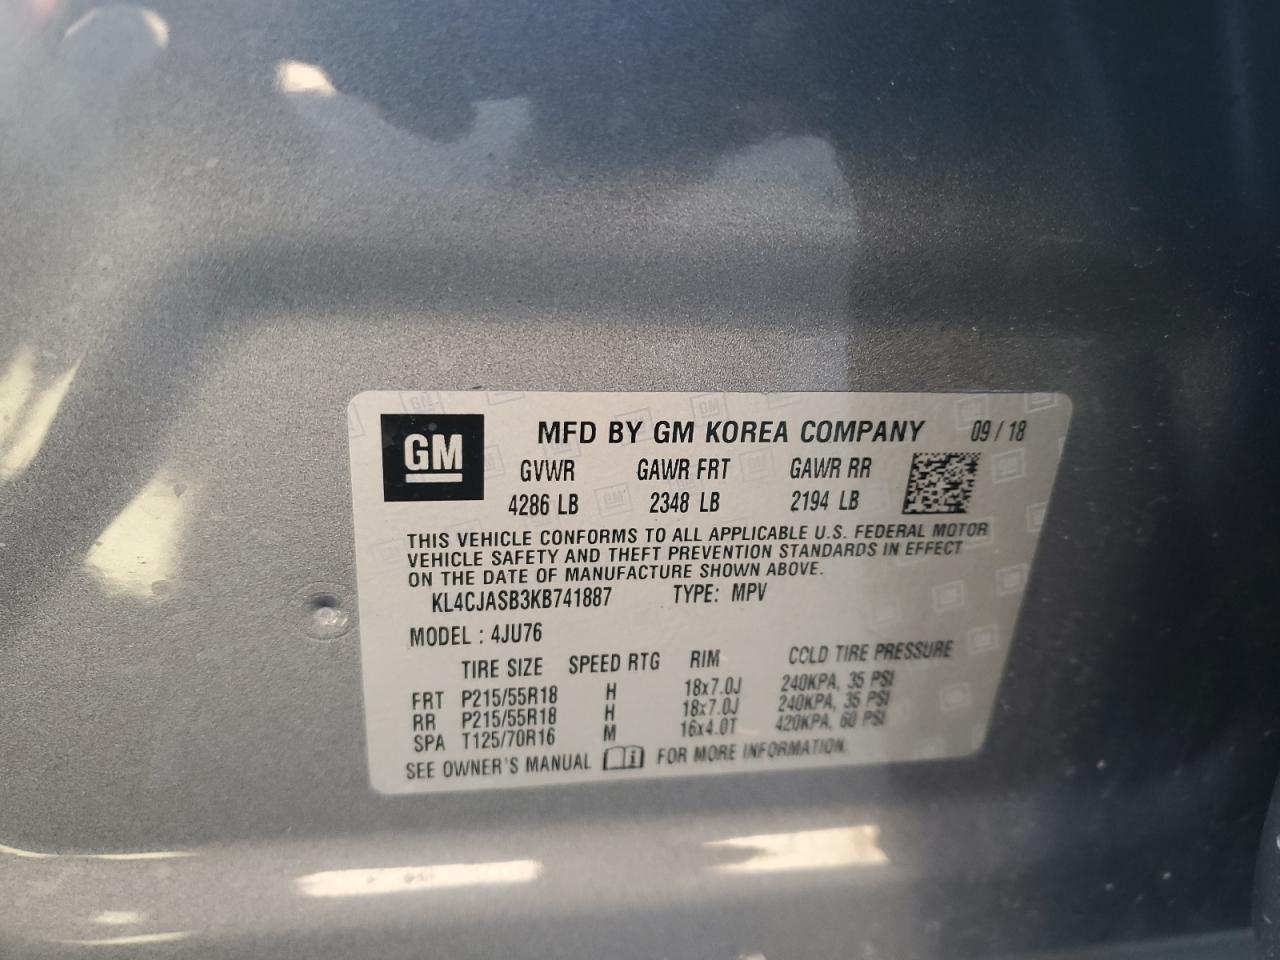 GM MFD BY GM KOREA COMPANY 09/18
GVWR GAWR FRT GAWR RR
4286 LB 2348 LB 2194 LB
THIS VEHICLE CONFORMS TO ALL APPLICABLE U.S. FEDERAL MOTOR
VEHICLE SAFETY AND THEFT PREVENTION STANDARDS IN EFFECT
ON THE DATE OF MANUFACTURE SHOWN ABOVE.
KL4CJASB3KB741887 TYPE: MPV
MODEL : 4JU76
TIRE SIZE SPEED RTG RIM COLD TIRE PRESSURE
FRT P215/55R18 H 18x7.0J 240KPA, 35 PSI
RR P215/55R18 H 18x7.0J 240KPA, 35 PSI
SPA T125/70R16 M 16x4.0T 420KPA, 60 PSI
SEE OWNER'S MANUAL FOR MORE INFORMATION.